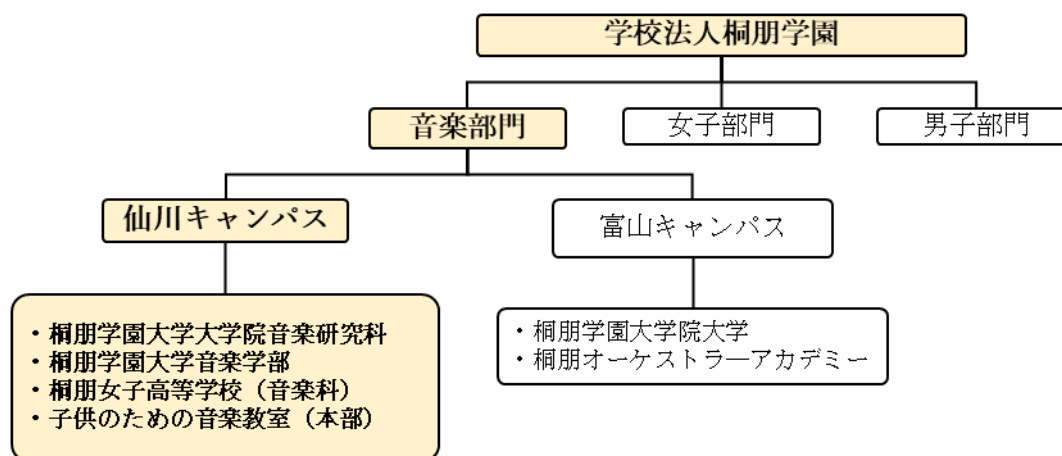 学校法人桐朋学園
音楽部門
女子部門
男子部門
仙川キャンパス
富山キャンパス
・桐朋学園大学大学院音楽研究科
・桐朋学園大学音楽学部
・桐朋女子高等学校（音楽科）
・子供のための音楽教室（本部）
・桐朋学園大学院大学
・桐朋オーケストラーアカデミー